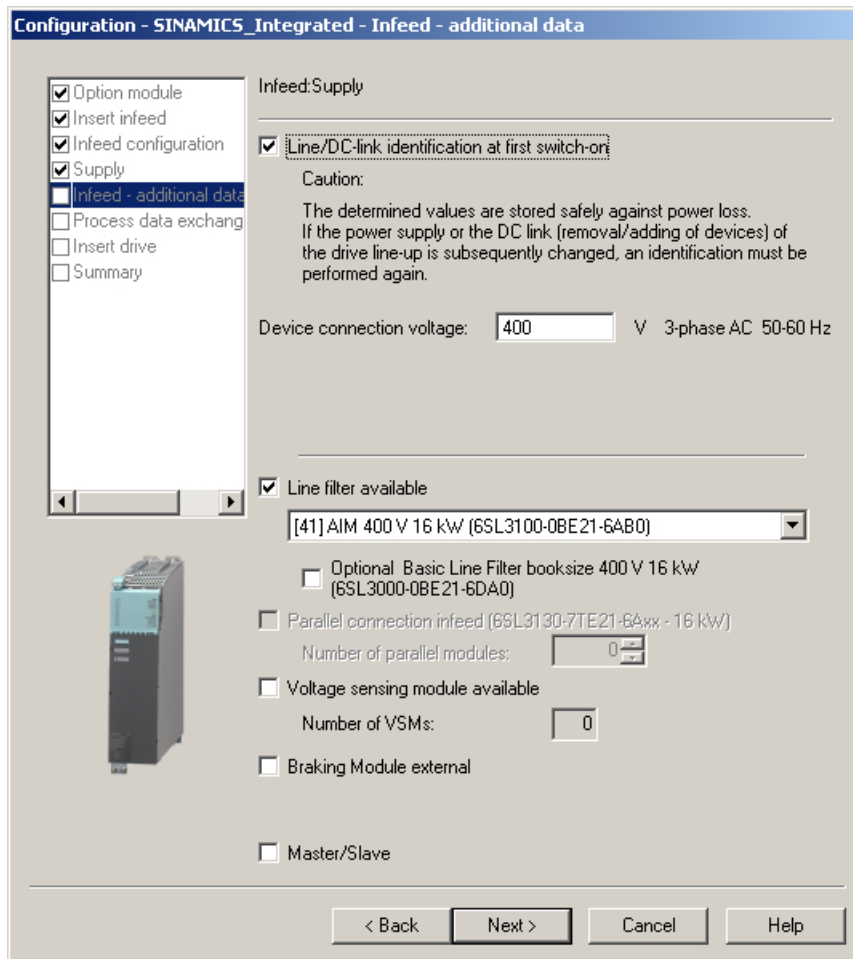 Configuration - SINAMICS_Integrated - Infeed - additional data
Option module
Insert infeed
Infeed configuration
Supply
Infeed - additional data
Process data exchang
Insert drive
Summary
Infeed:Supply
Line/DC-link identification at first switch-on
Caution:
The determined values are stored safely against power loss.
If the power supply or the DC link (removal/adding of devices) of
the drive line-up is subsequently changed, an identification must be
performed again.
Device connection voltage: 400 V 3-phase AC 50-60 Hz
Line filter available
[41] AIM 400 V 16 kW (6SL3100-0BE21-6AB0)
Optional Basic Line Filter booksize 400 V 16 kW
(6SL3000-0BE21-6DA0)
Parallel connection infeed (6SL3130-7TE21-6Axx - 16 kW)
Number of parallel modules: 0
Voltage sensing module available
Number of VSMs: 0
Braking Module external
Master/Slave
< Back Next > Cancel Help